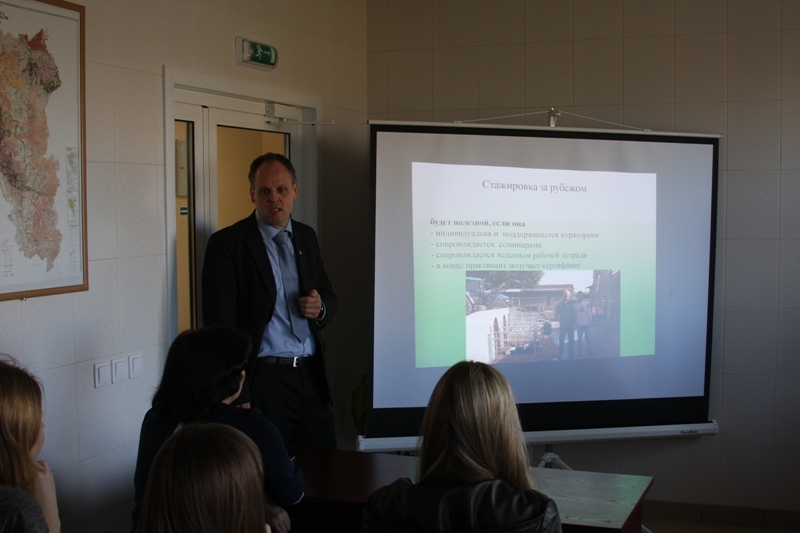 Стажировка за рубежом
будет полезной, если она
- индивидуальна и поддерживается кураторами
- сопровождается семинарами
- сопровождается ведением рабочей тетради
- в конце практикант получает сертификат